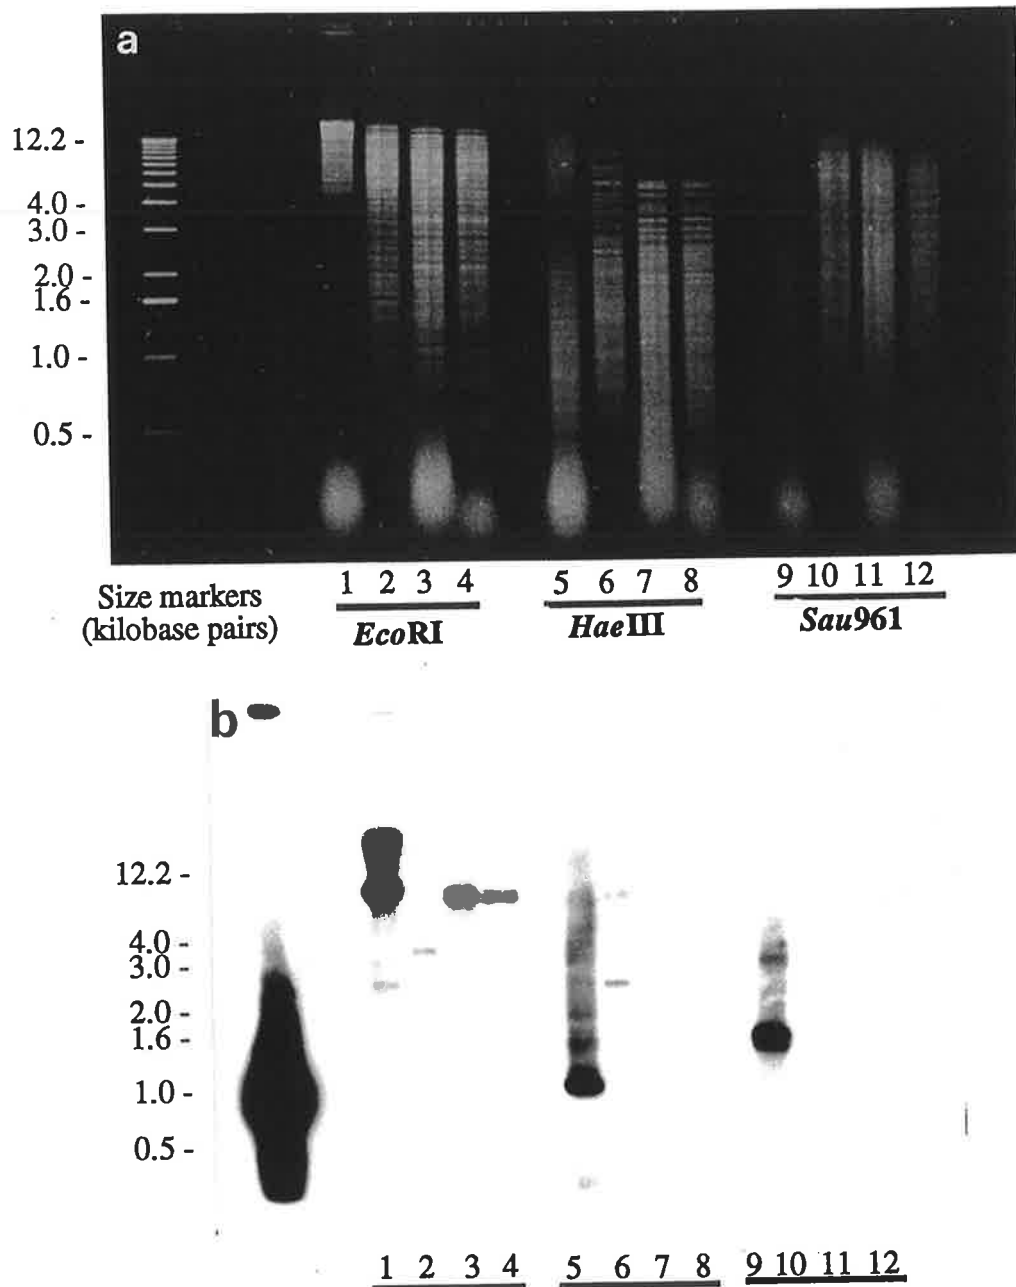 a
12.2 -
4.0 -
3.0 -
2.0 -
1.6 -
1.0 -
0.5 -
Size markers
(kilobase pairs)
1 2 3 4
5 6 7 8
9 10 11 12
EcoRI
HaeIII
Sau961
b
12.2 -
4.0 -
3.0 -
2.0 -
1.6 -
1.0 -
0.5 -
1 2 3 4
5 6 7 8
9 10 11 12